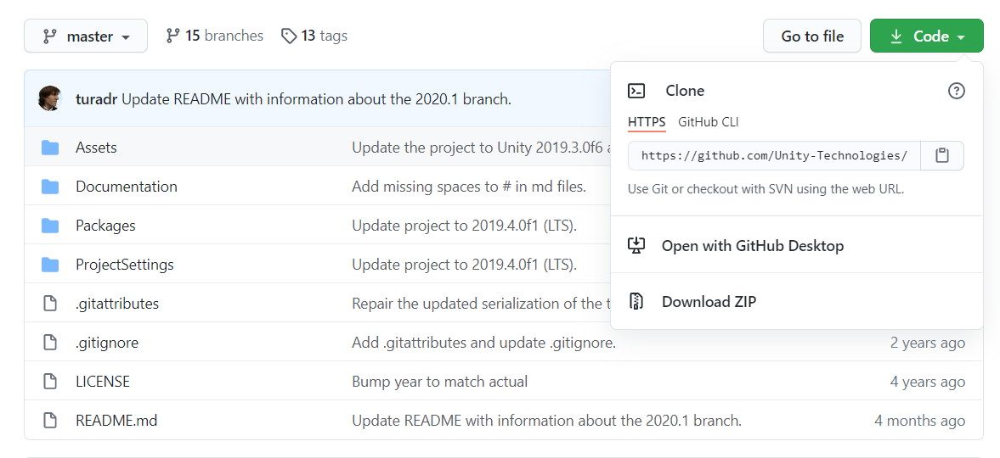 master 15 branches 13 tags Go to file Code
turadr Update README with information about the 2020.1 branch.
Clone
HTTPS GitHub CLI
https://github.com/Unity-Technologies/
Use Git or checkout with SVN using the web URL.
Open with GitHub Desktop
Download ZIP
Assets Update the project to Unity 2019.3.0f6
Documentation Add missing spaces to # in md files.
Packages Update project to 2019.4.0f1 (LTS).
ProjectSettings Update project to 2019.4.0f1 (LTS).
.gitattributes Repair the updated serialization of the
.gitignore Add .gitattributes and update .gitignore. 2 years ago
LICENSE Bump year to match actual 4 years ago
README.md Update README with information about the 2020.1 branch. 4 months ago